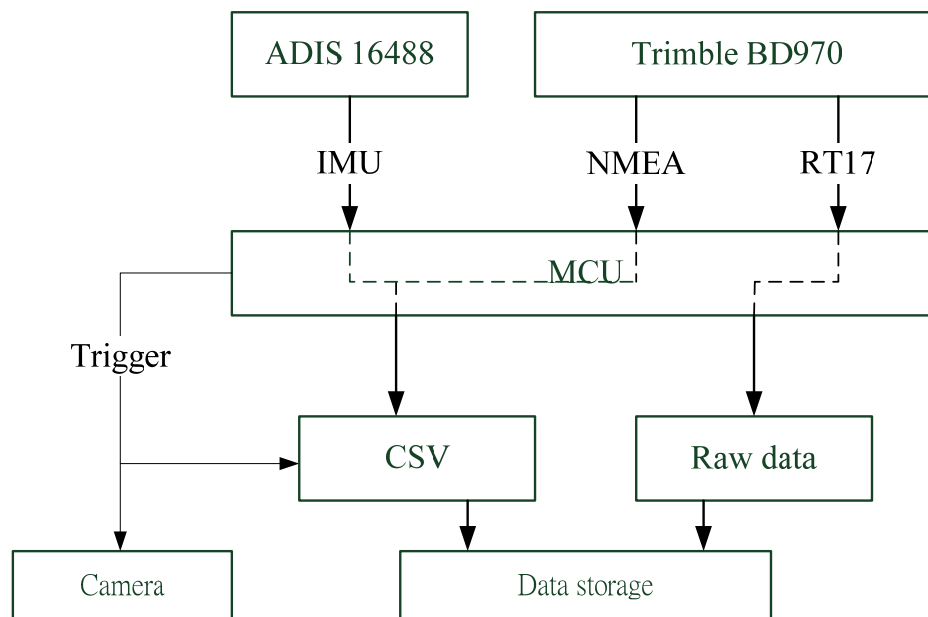 ADIS 16488
Trimble BD970
IMU
NMEA
RT17
MCU
Trigger
CSV
Raw data
Camera
Data storage